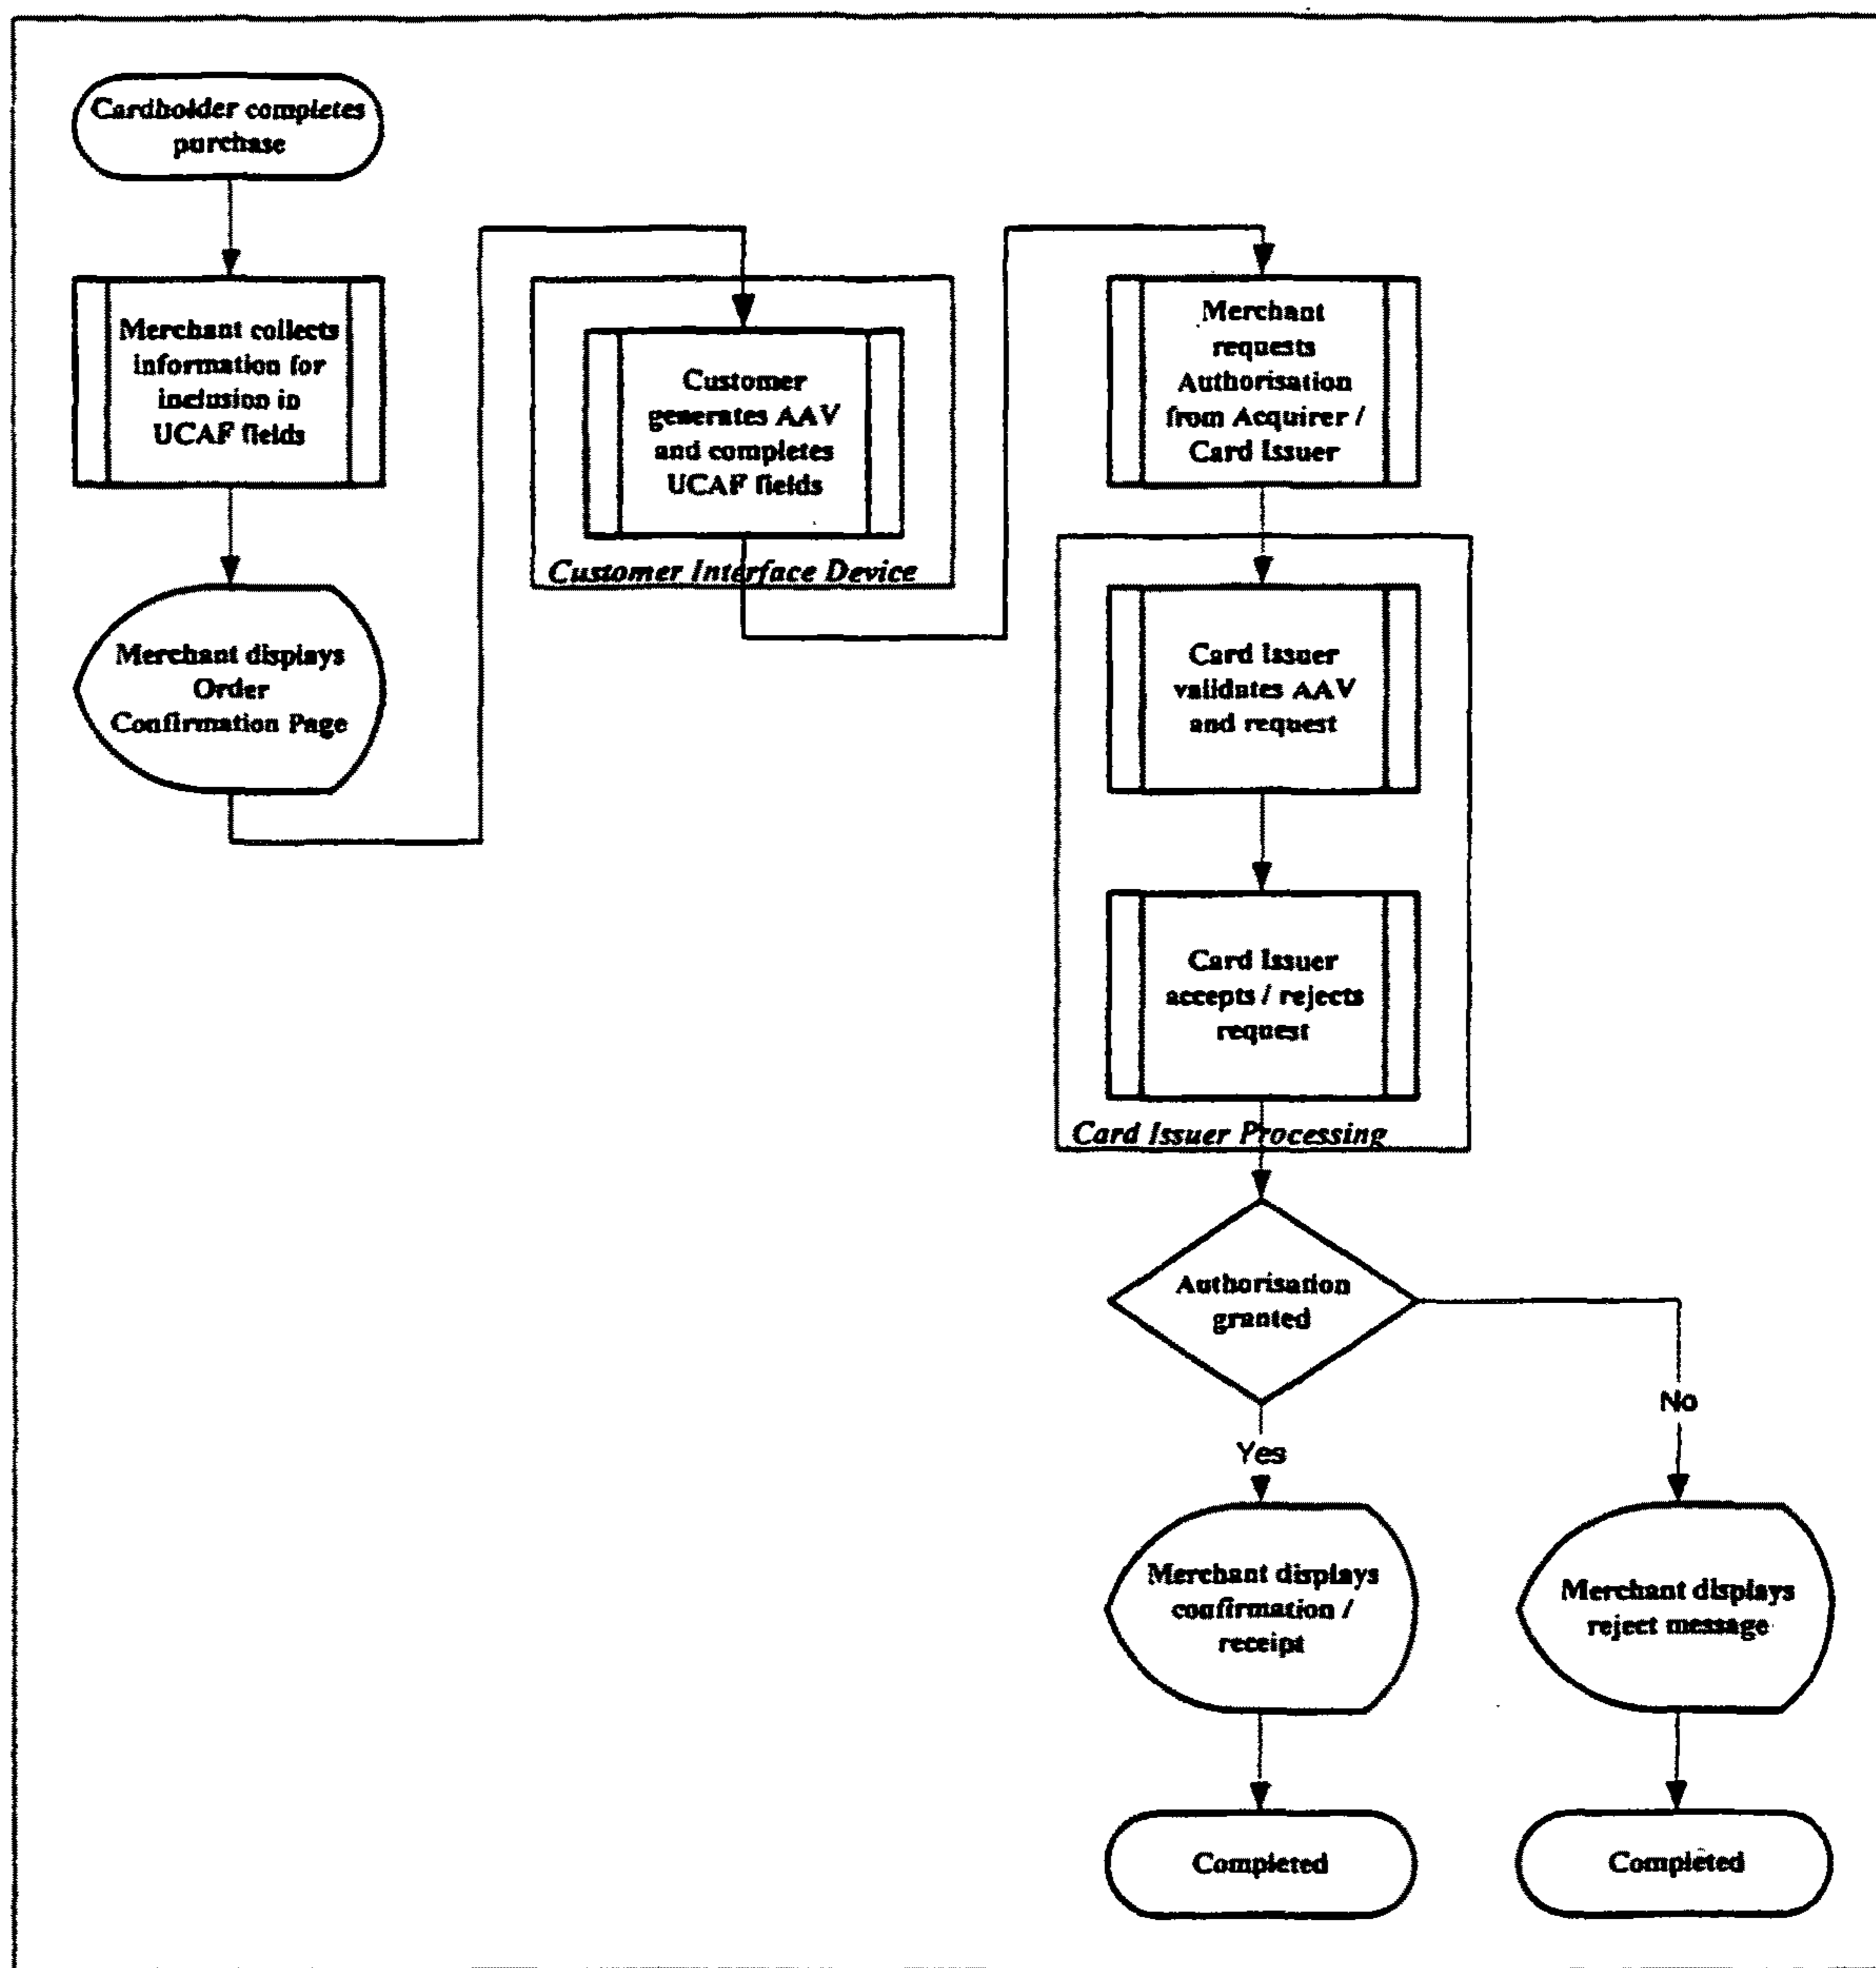 Cardholder completes
purchase
Merchant collects
information for
inclusion in
UCAF fields
Merchant displays
Order
Confirmation Page
Customer
generates AAV
and completes
UCAF fields
Customer Interface Device
Merchant
requests
Authorisation
from Acquirer /
Card Issuer
Card Issuer
validates AAV
and request
Card Issuer
accepts / rejects
request
Card Issuer Processing
Authorisation
granted
No
Yes
Merchant displays
confirmation /
receipt
Merchant displays
reject message
Completed
Completed